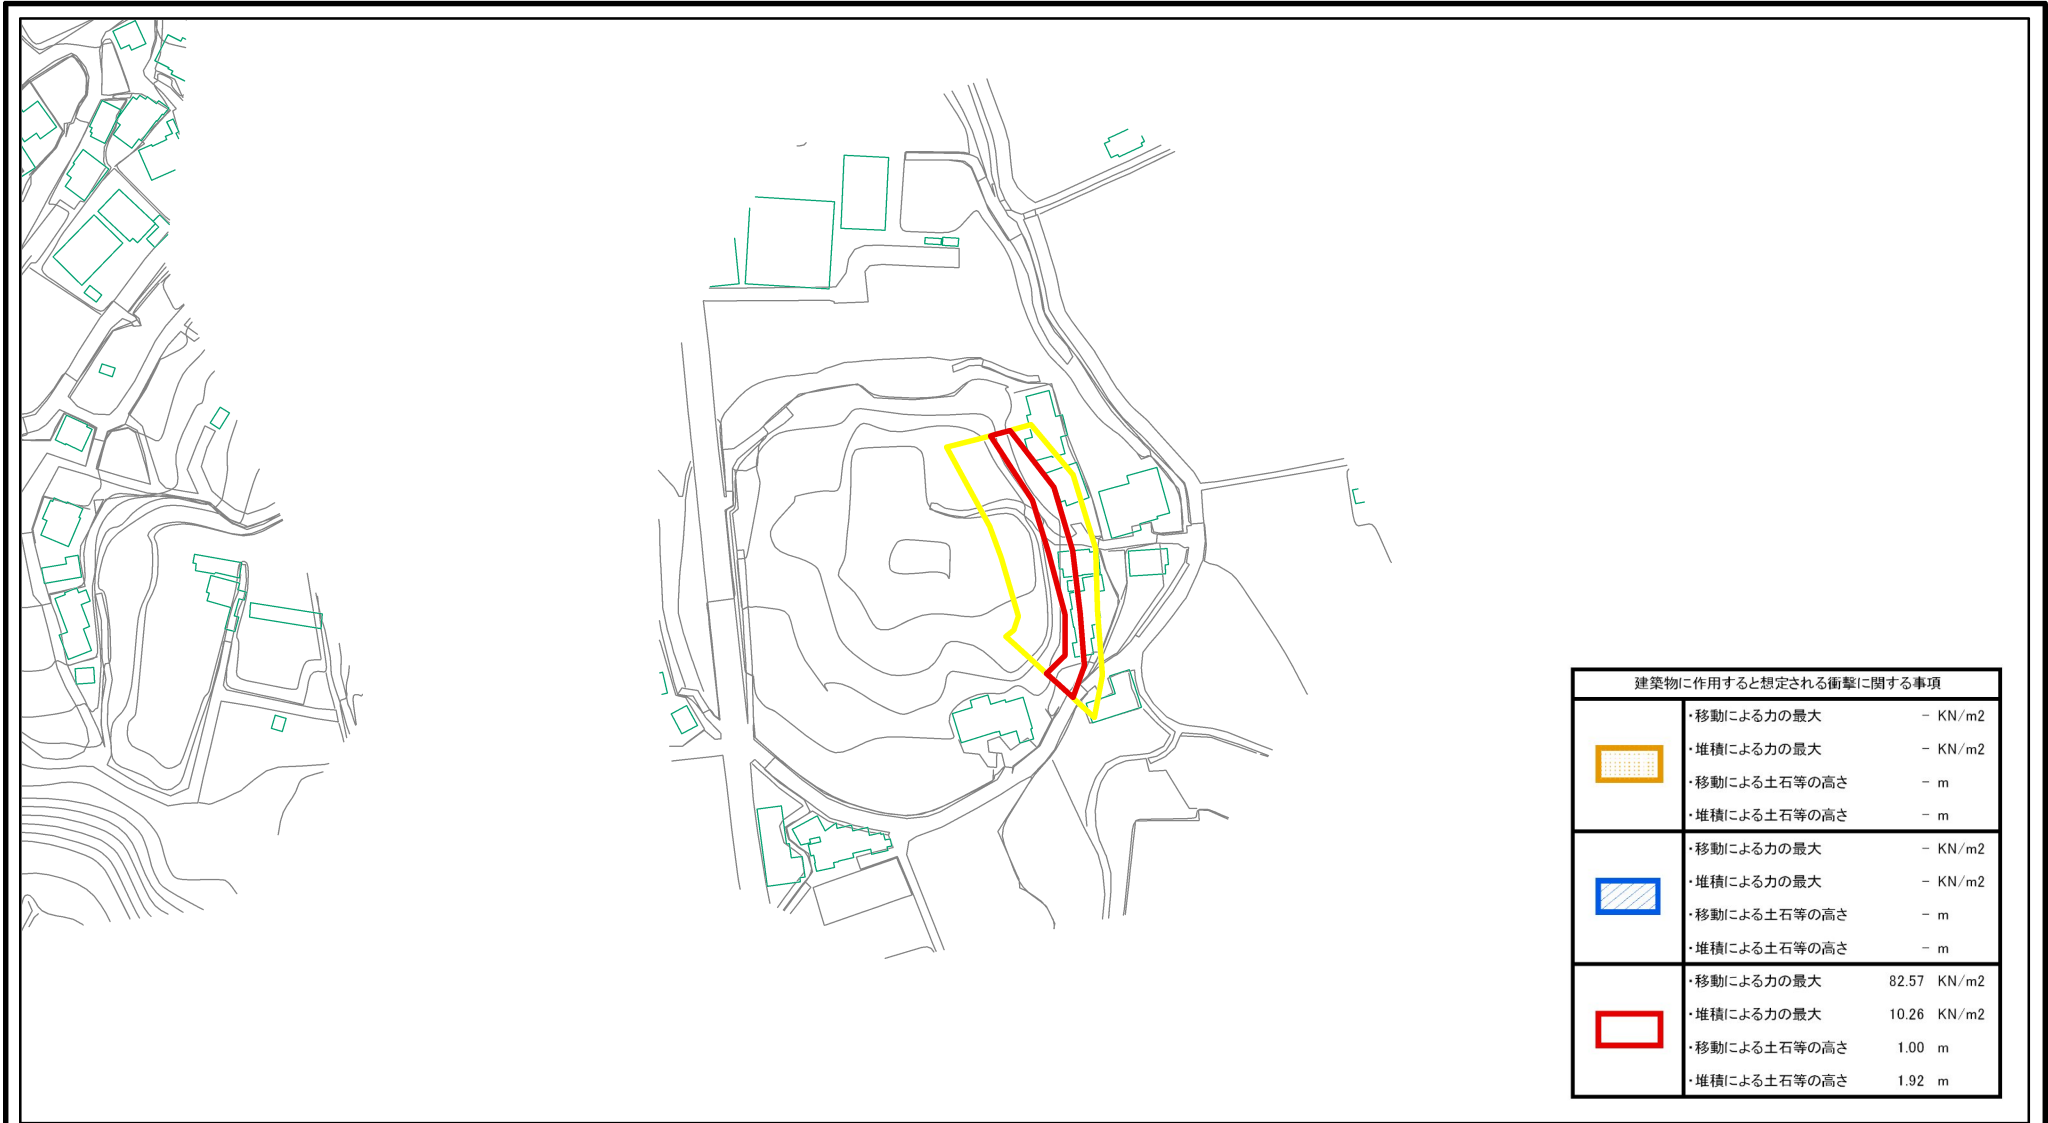 建築物に作用すると想定される衝撃に関する事項
・移動による力の最大 － KN/m2
・堆積による力の最大 － KN/m2
・移動による土石等の高さ － m
・堆積による土石等の高さ － m
・移動による力の最大 － KN/m2
・堆積による力の最大 － KN/m2
・移動による土石等の高さ － m
・堆積による土石等の高さ － m
・移動による力の最大 82.57 KN/m2
・堆積による力の最大 10.26 KN/m2
・移動による土石等の高さ 1.00 m
・堆積による土石等の高さ 1.92 m